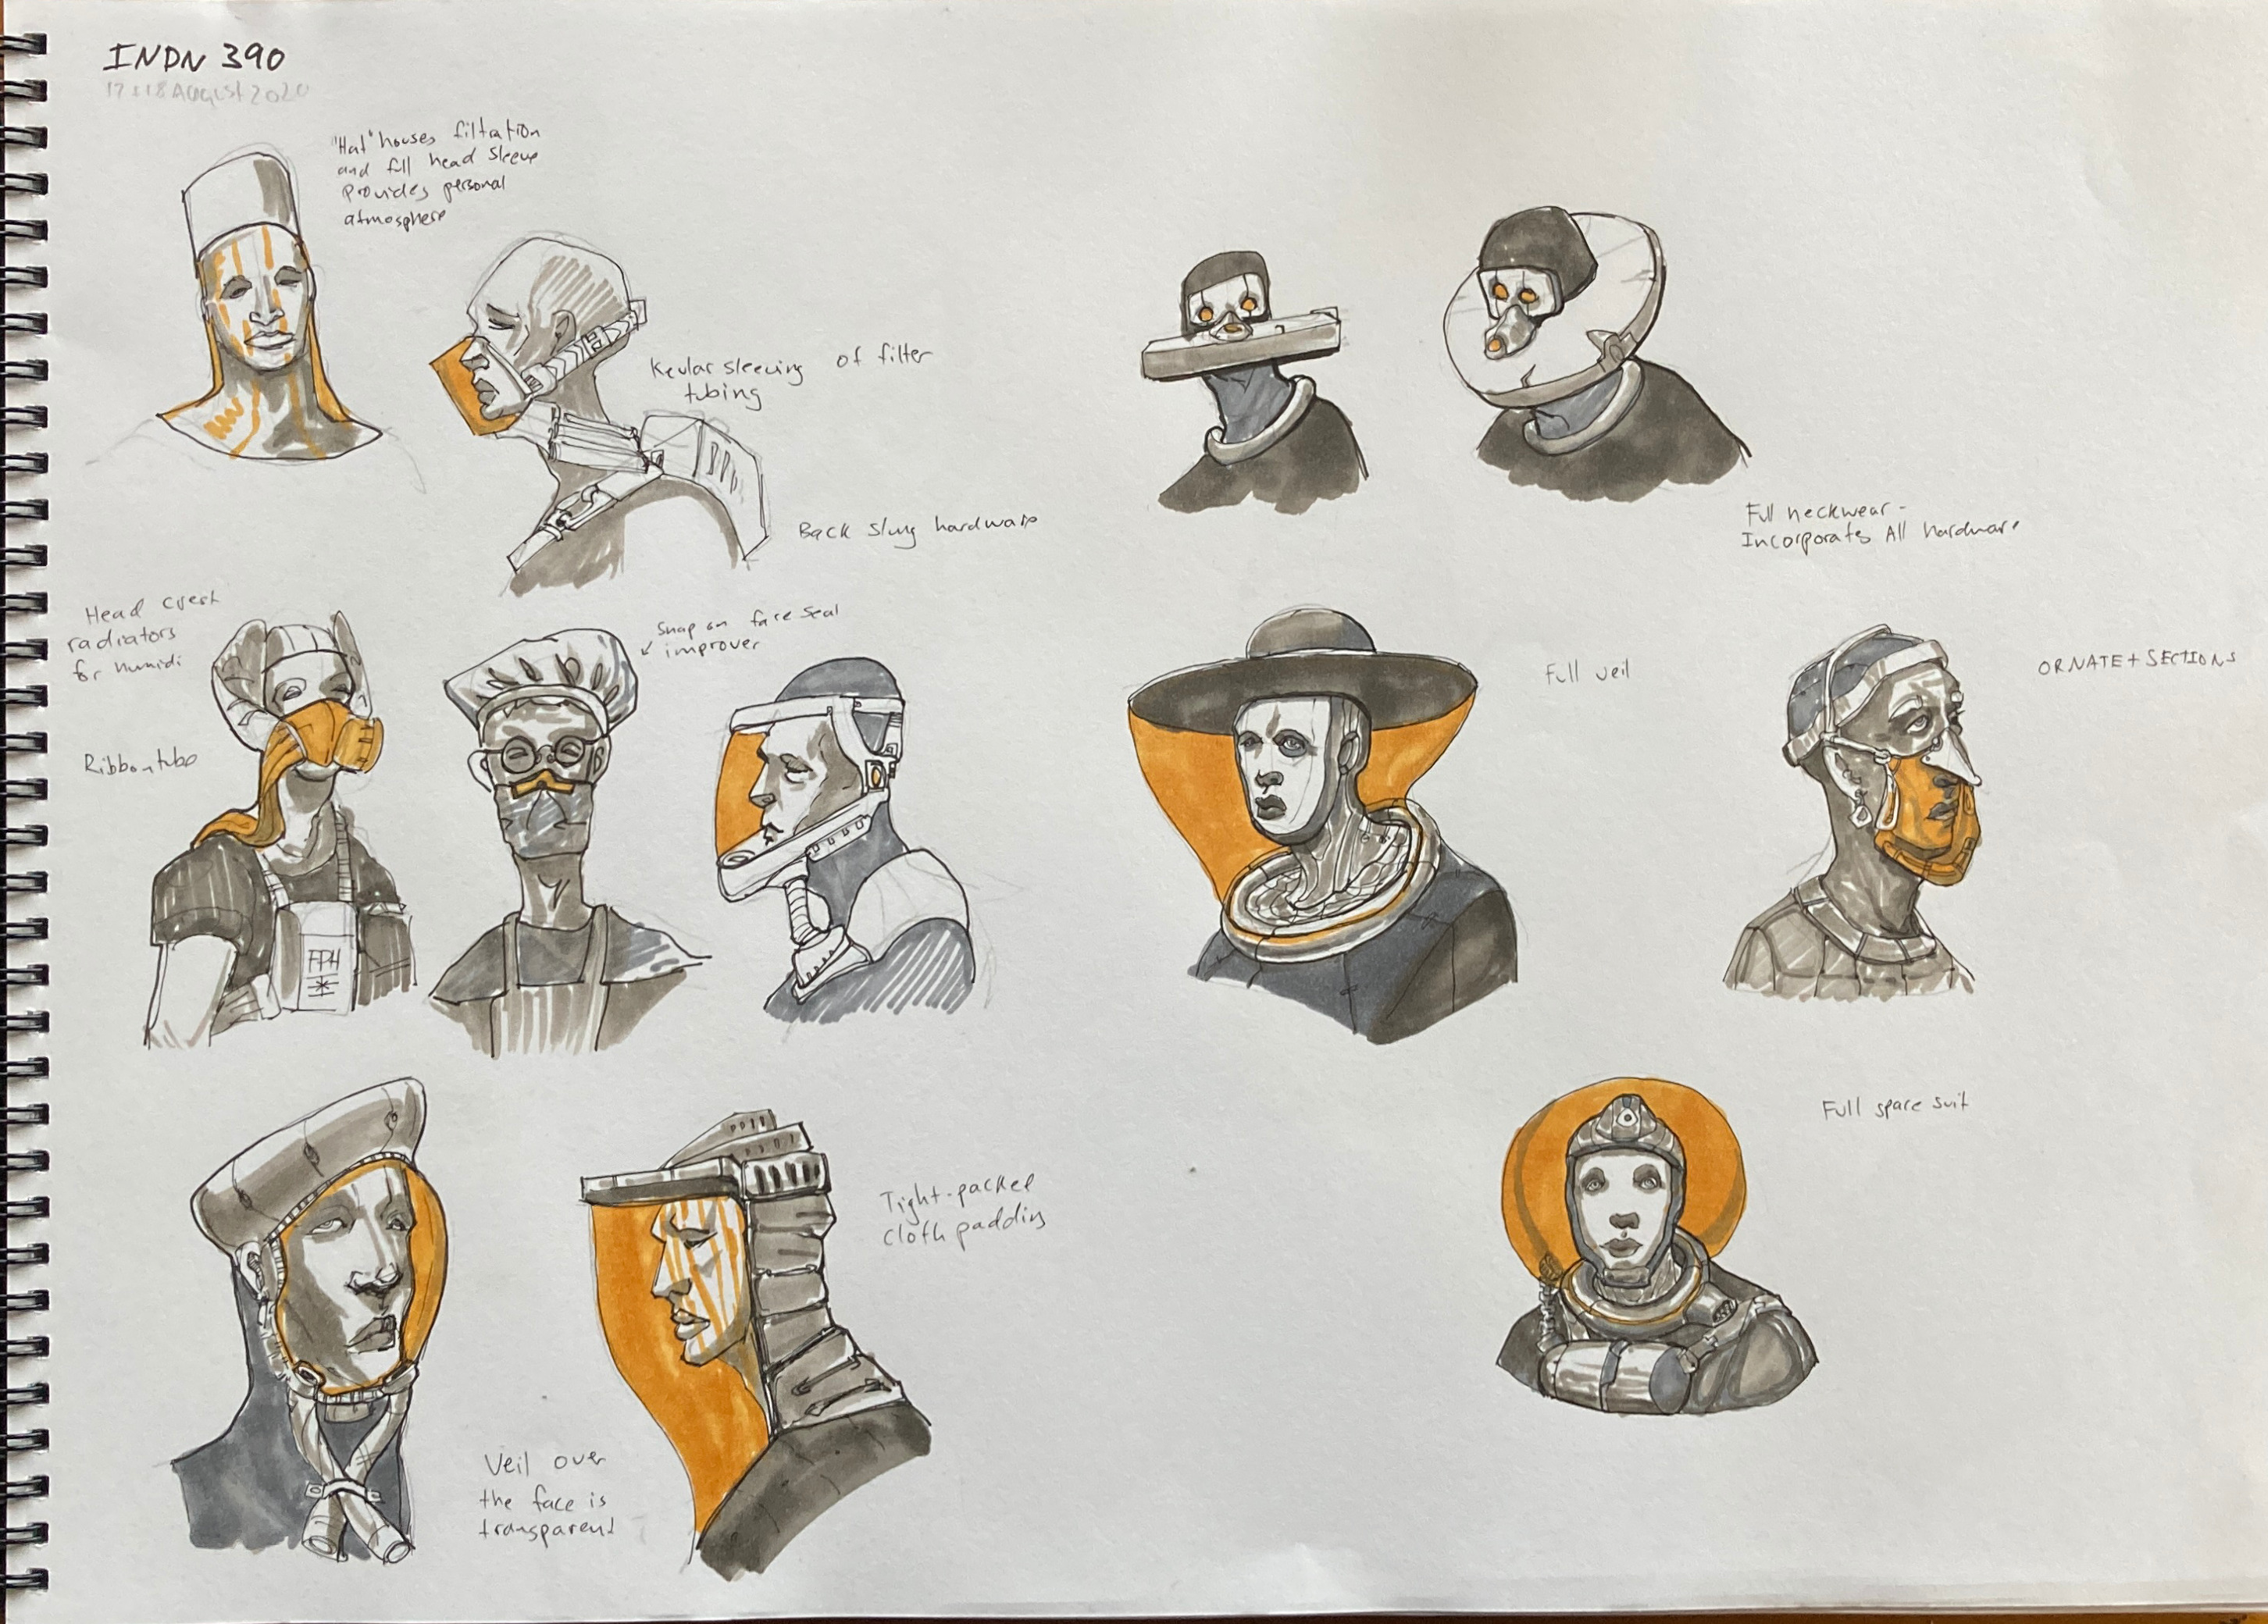 INDN 390
17+18 August 2020
"Hat" houses filtration
and full head sleeve
Provides personal
atmosphere
Kevlar sleeving of filter
tubing
Back slung hardware
Full neckwear -
Incorporates All hardware
Head crest
radiators
for humidi
Ribbon tube
Snap on face seal
improver
FPH
Full veil
ORNATE + SECTIONS
Tight-packed
cloth padding
Full space suit
Veil over
the face is
transparent